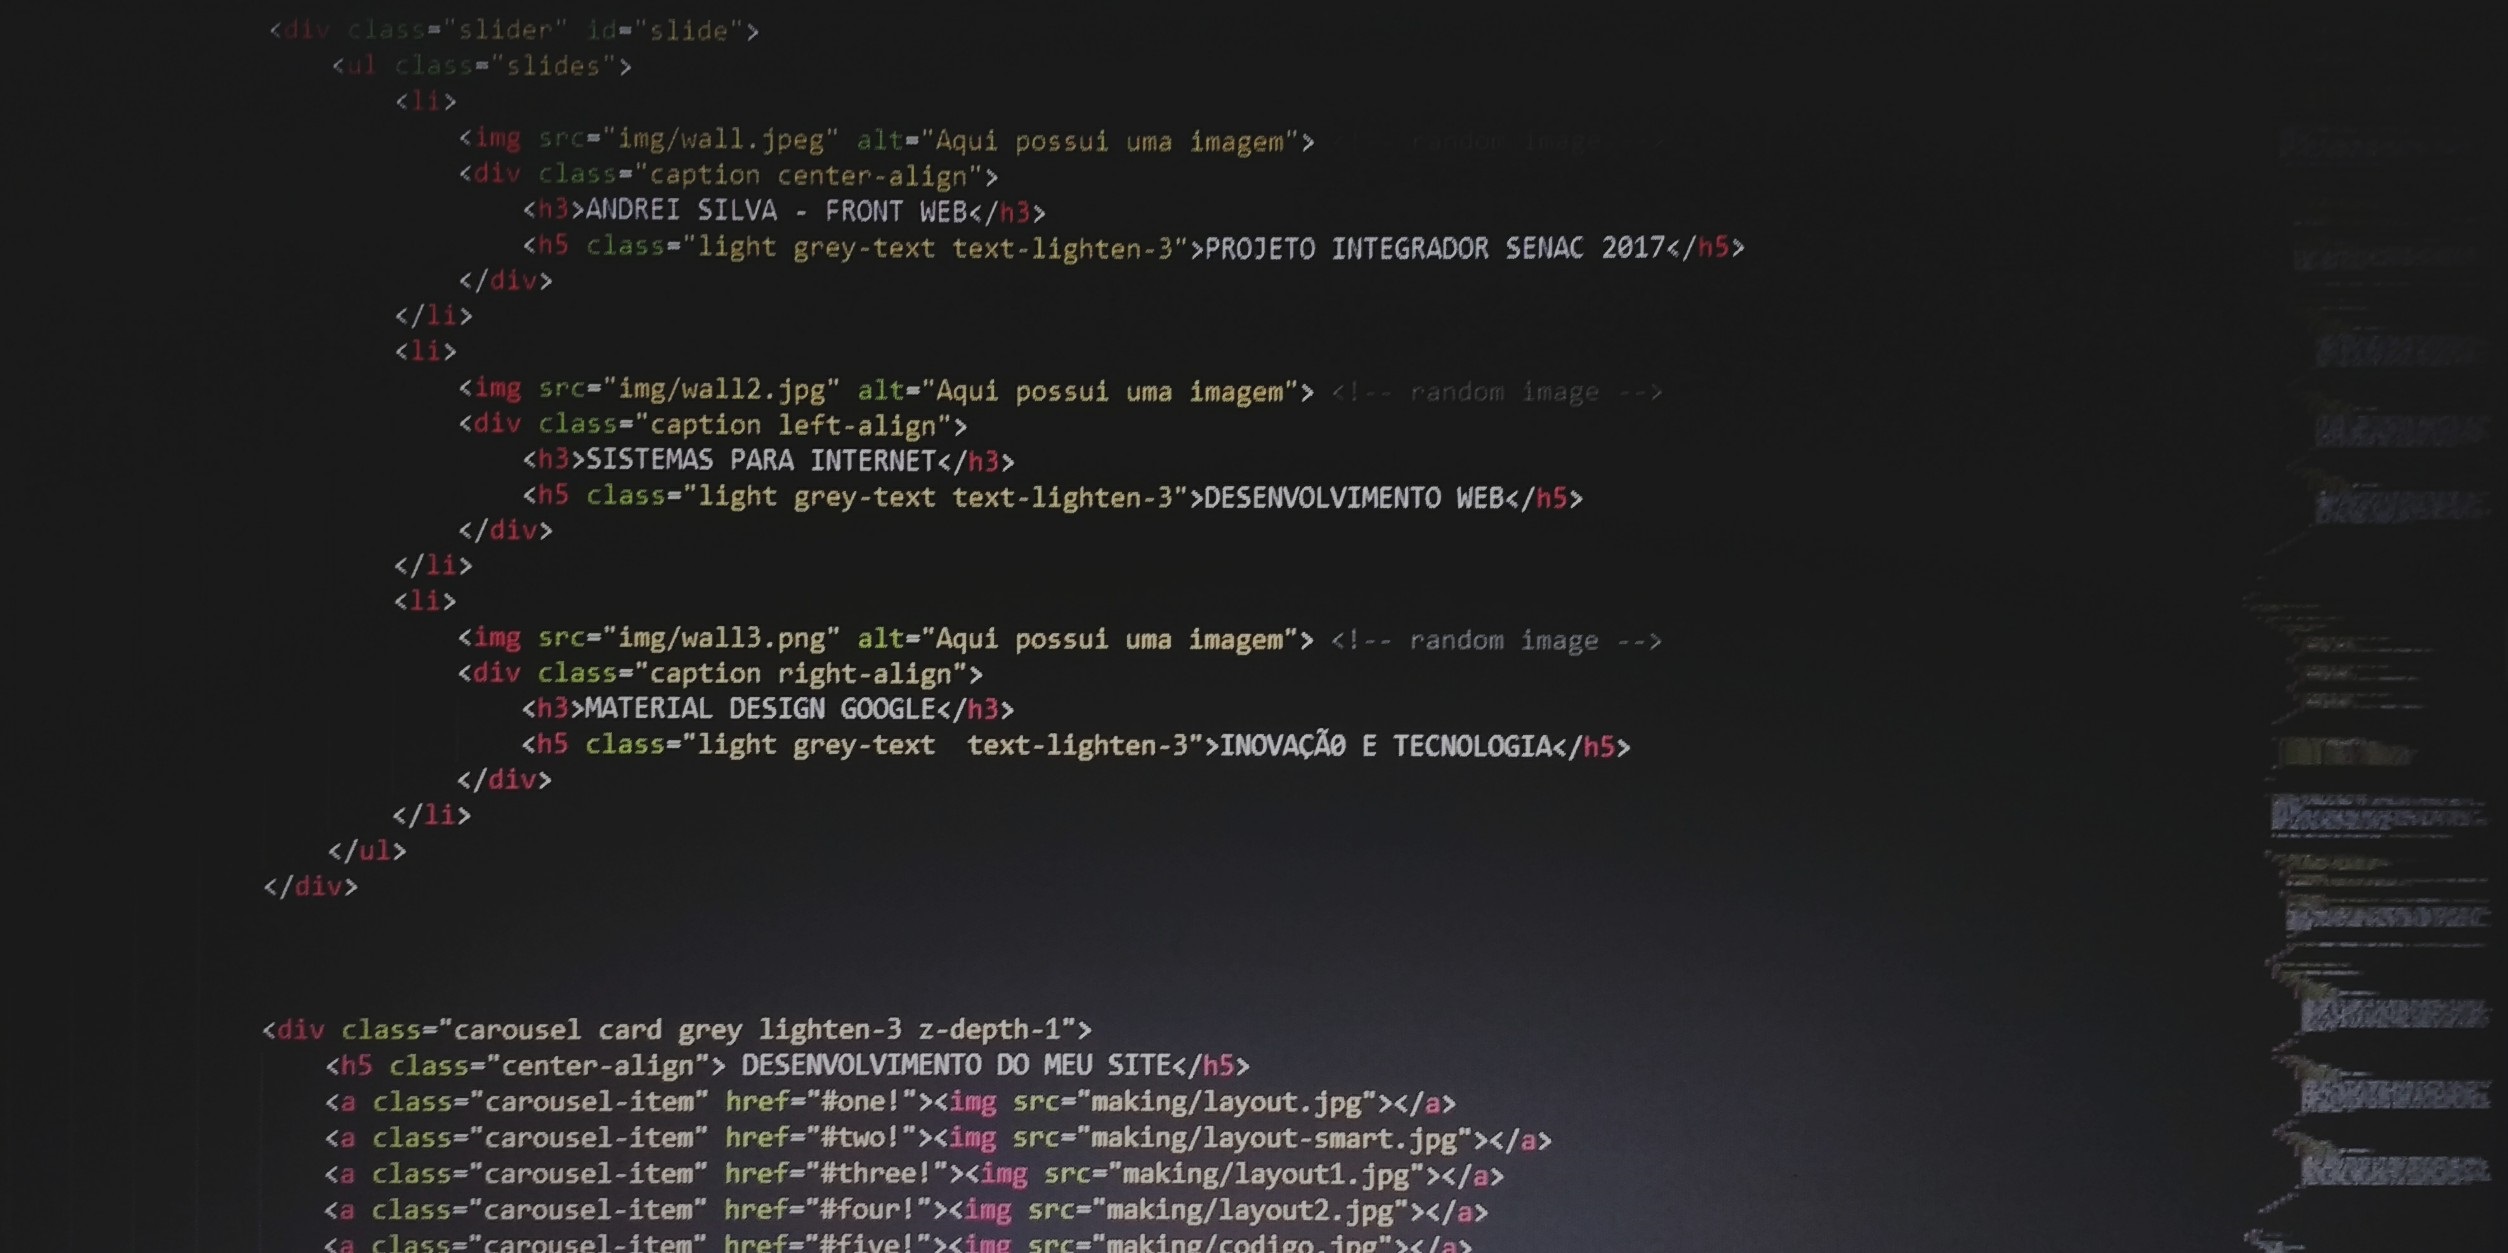 <div class="slider" id="slide">
<ul class="slides">
<li>
<img src="img/wall.jpeg" alt="Aqui possui uma imagem"> random image -->
<div class="caption center-align">
<h3>ANDREI SILVA - FRONT WEB</h3>
<h5 class="light grey-text text-lighten-3">PROJETO INTEGRADOR SENAC 2017</h5>
</div>
</li>
<li>
<img src="img/wall2.jpg" alt="Aqui possui uma imagem"> <!-- random image -->
<div class="caption left-align">
<h3>SISTEMAS PARA INTERNET</h3>
<h5 class="light grey-text text-lighten-3">DESENVOLVIMENTO WEB</h5>
</div>
</li>
<li>
<img src="img/wall3.png" alt="Aqui possui uma imagem"> <!-- random image -->
<div class="caption right-align">
<h3>MATERIAL DESIGN GOOGLE</h3>
<h5 class="light grey-text  text-lighten-3">INOVAÇÃ0 E TECNOLOGIA</h5>
</div>
</li>
</ul>
</div>
<div class="carousel card grey lighten-3 z-depth-1">
<h5 class="center-align"> DESENVOLVIMENTO DO MEU SITE</h5>
<a class="carousel-item" href="#one!"><img src="making/layout.jpg"></a>
<a class="carousel-item" href="#two!"><img src="making/layout-smart.jpg"></a>
<a class="carousel-item" href="#three!"><img src="making/layout1.jpg"></a>
<a class="carousel-item" href="#four!"><img src="making/layout2.jpg"></a>
<a class="carousel-item" href="#five!"><img src="making/codigo.jpg"></a>